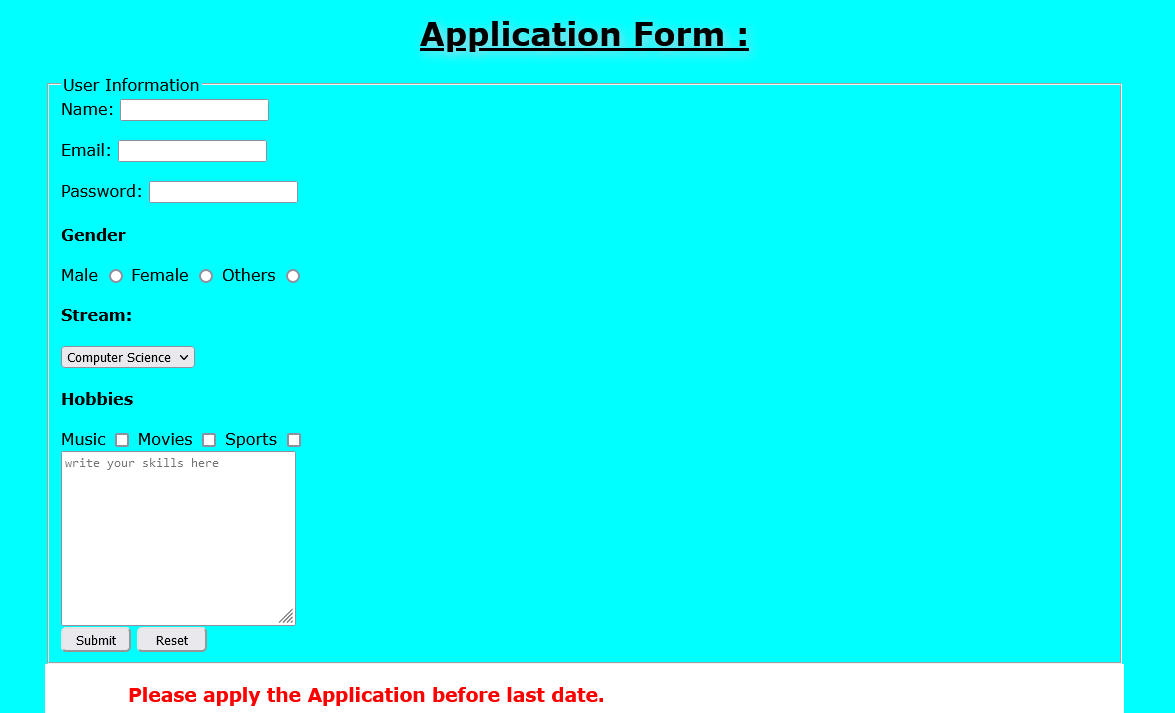 Application Form :
User Information
Name:
Email:
Password:
Gender
Male Female Others
Stream:
Computer Science
Hobbies
Music Movies Sports
write your skills here
Submit Reset
Please apply the Application before last date.